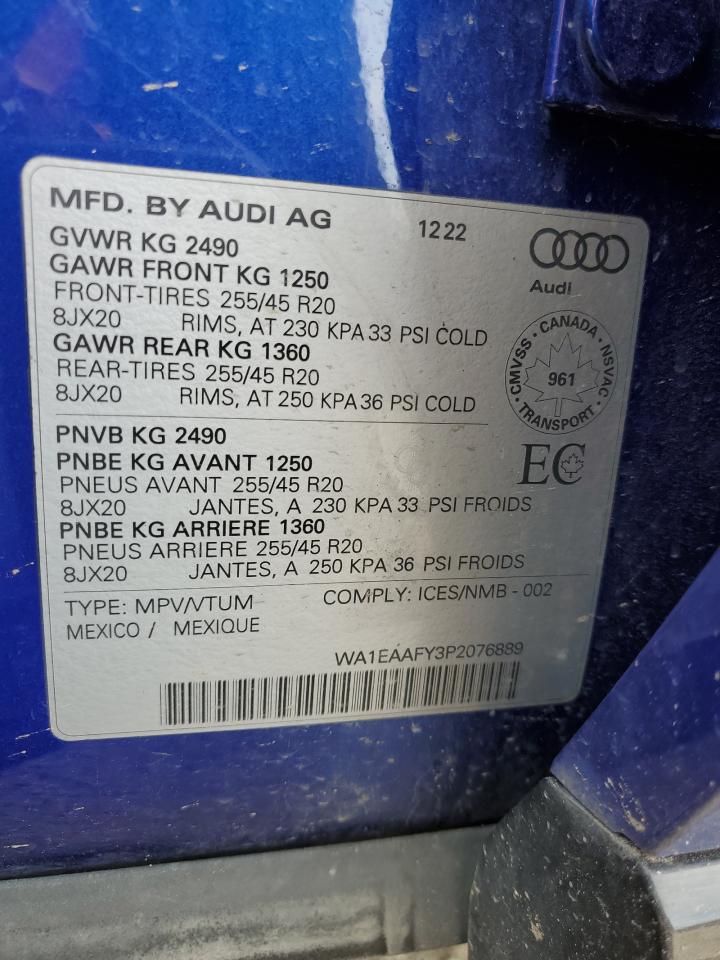 MFD. BY AUDI AG 1222
GVWR KG 2490
GAWR FRONT KG 1250
FRONT-TIRES 255/45 R20
8JX20 RIMS, AT 230 KPA 33 PSI COLD
GAWR REAR KG 1360
REAR-TIRES 255/45 R20
8JX20 RIMS, AT 250 KPA 36 PSI COLD
Audi
CMVSS · CANADA · NSVAC · TRANSPORT ·
961
EC
PNVB KG 2490
PNBE KG AVANT 1250
PNEUS AVANT 255/45 R20
8JX20 JANTES, A 230 KPA 33 PSI FROIDS
PNBE KG ARRIERE 1360
PNEUS ARRIERE 255/45 R20
8JX20 JANTES, A 250 KPA 36 PSI FROIDS
TYPE: MPV/VTUM COMPLY: ICES/NMB - 002
MEXICO / MEXIQUE
WA1EAAFY3P2076889